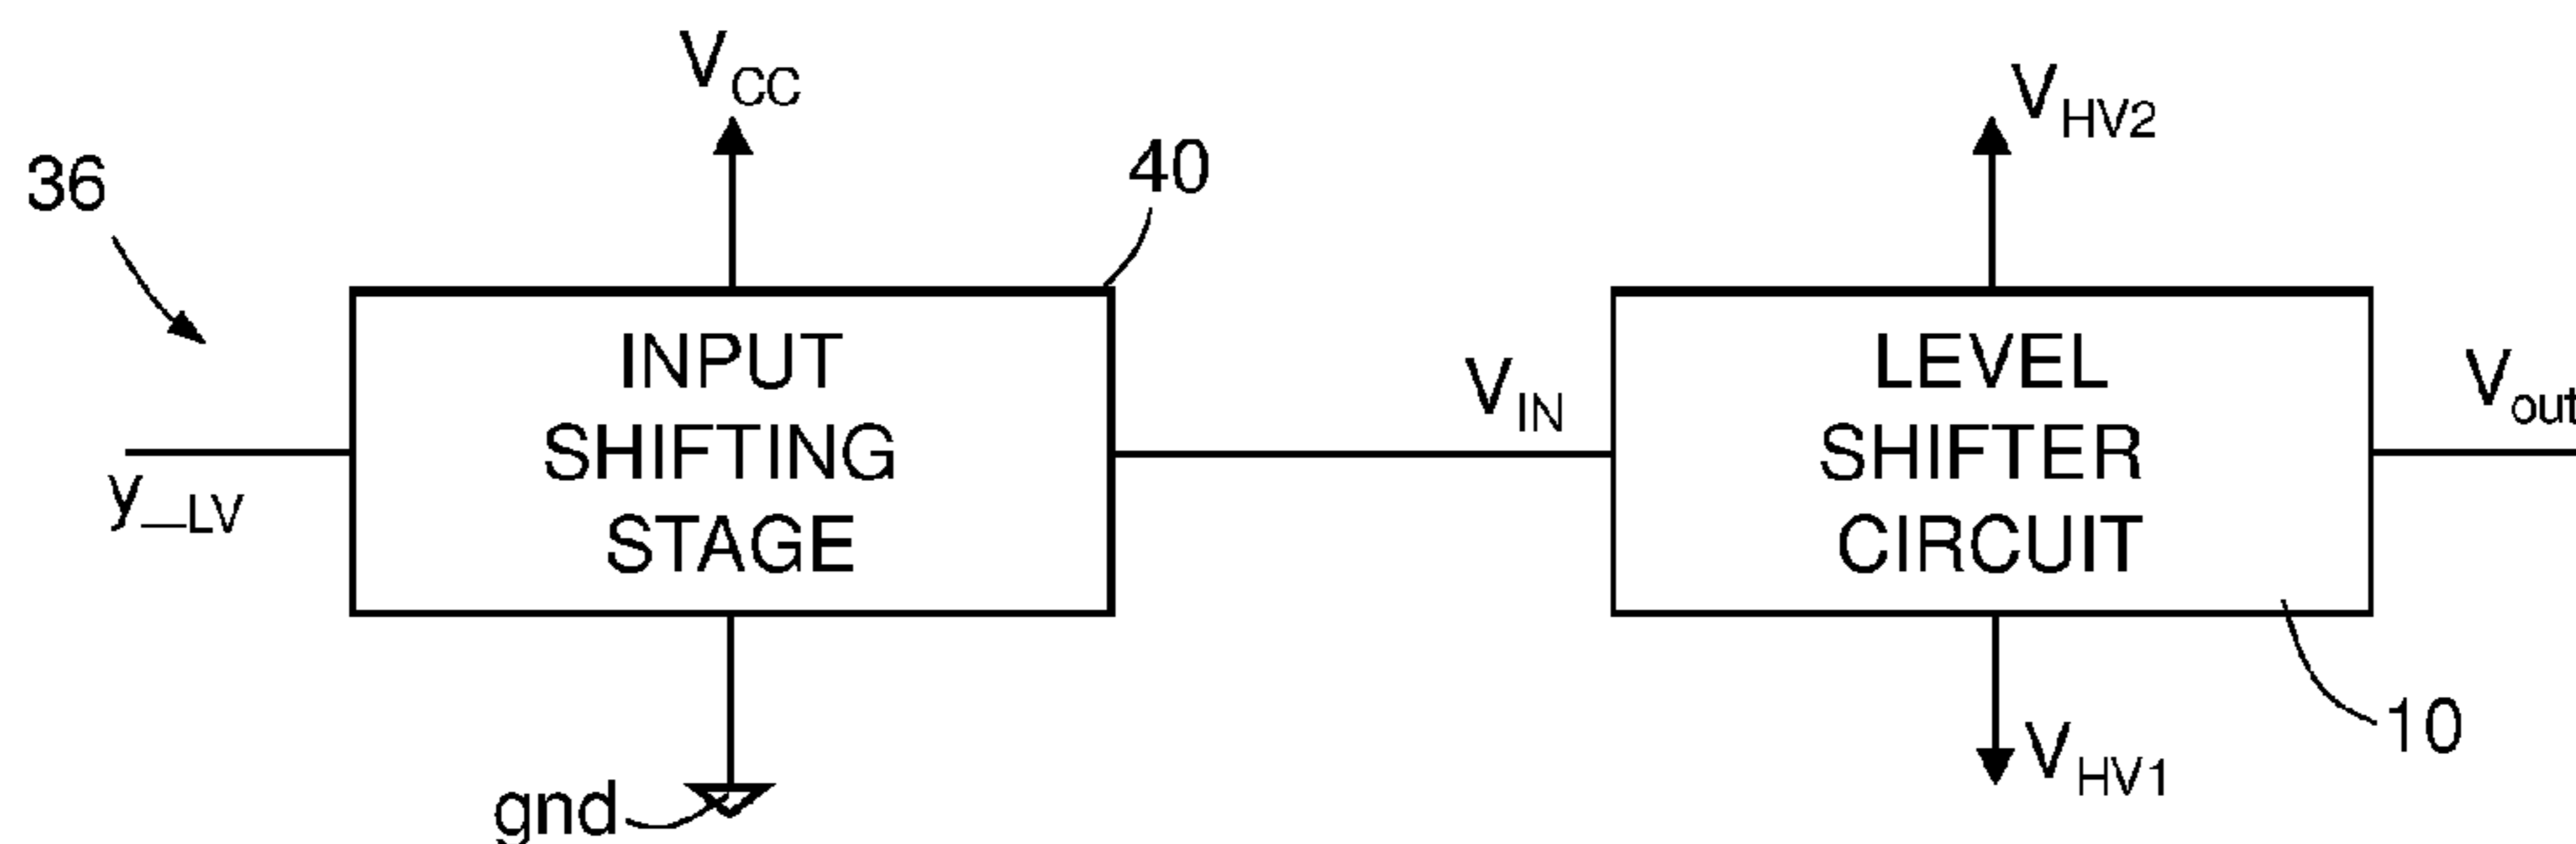 V_CC
V_HV2
36
40
INPUT
SHIFTING
STAGE
LEVEL
SHIFTER
CIRCUIT
V_IN
V_out
y_LV
10
V_HV1
gnd